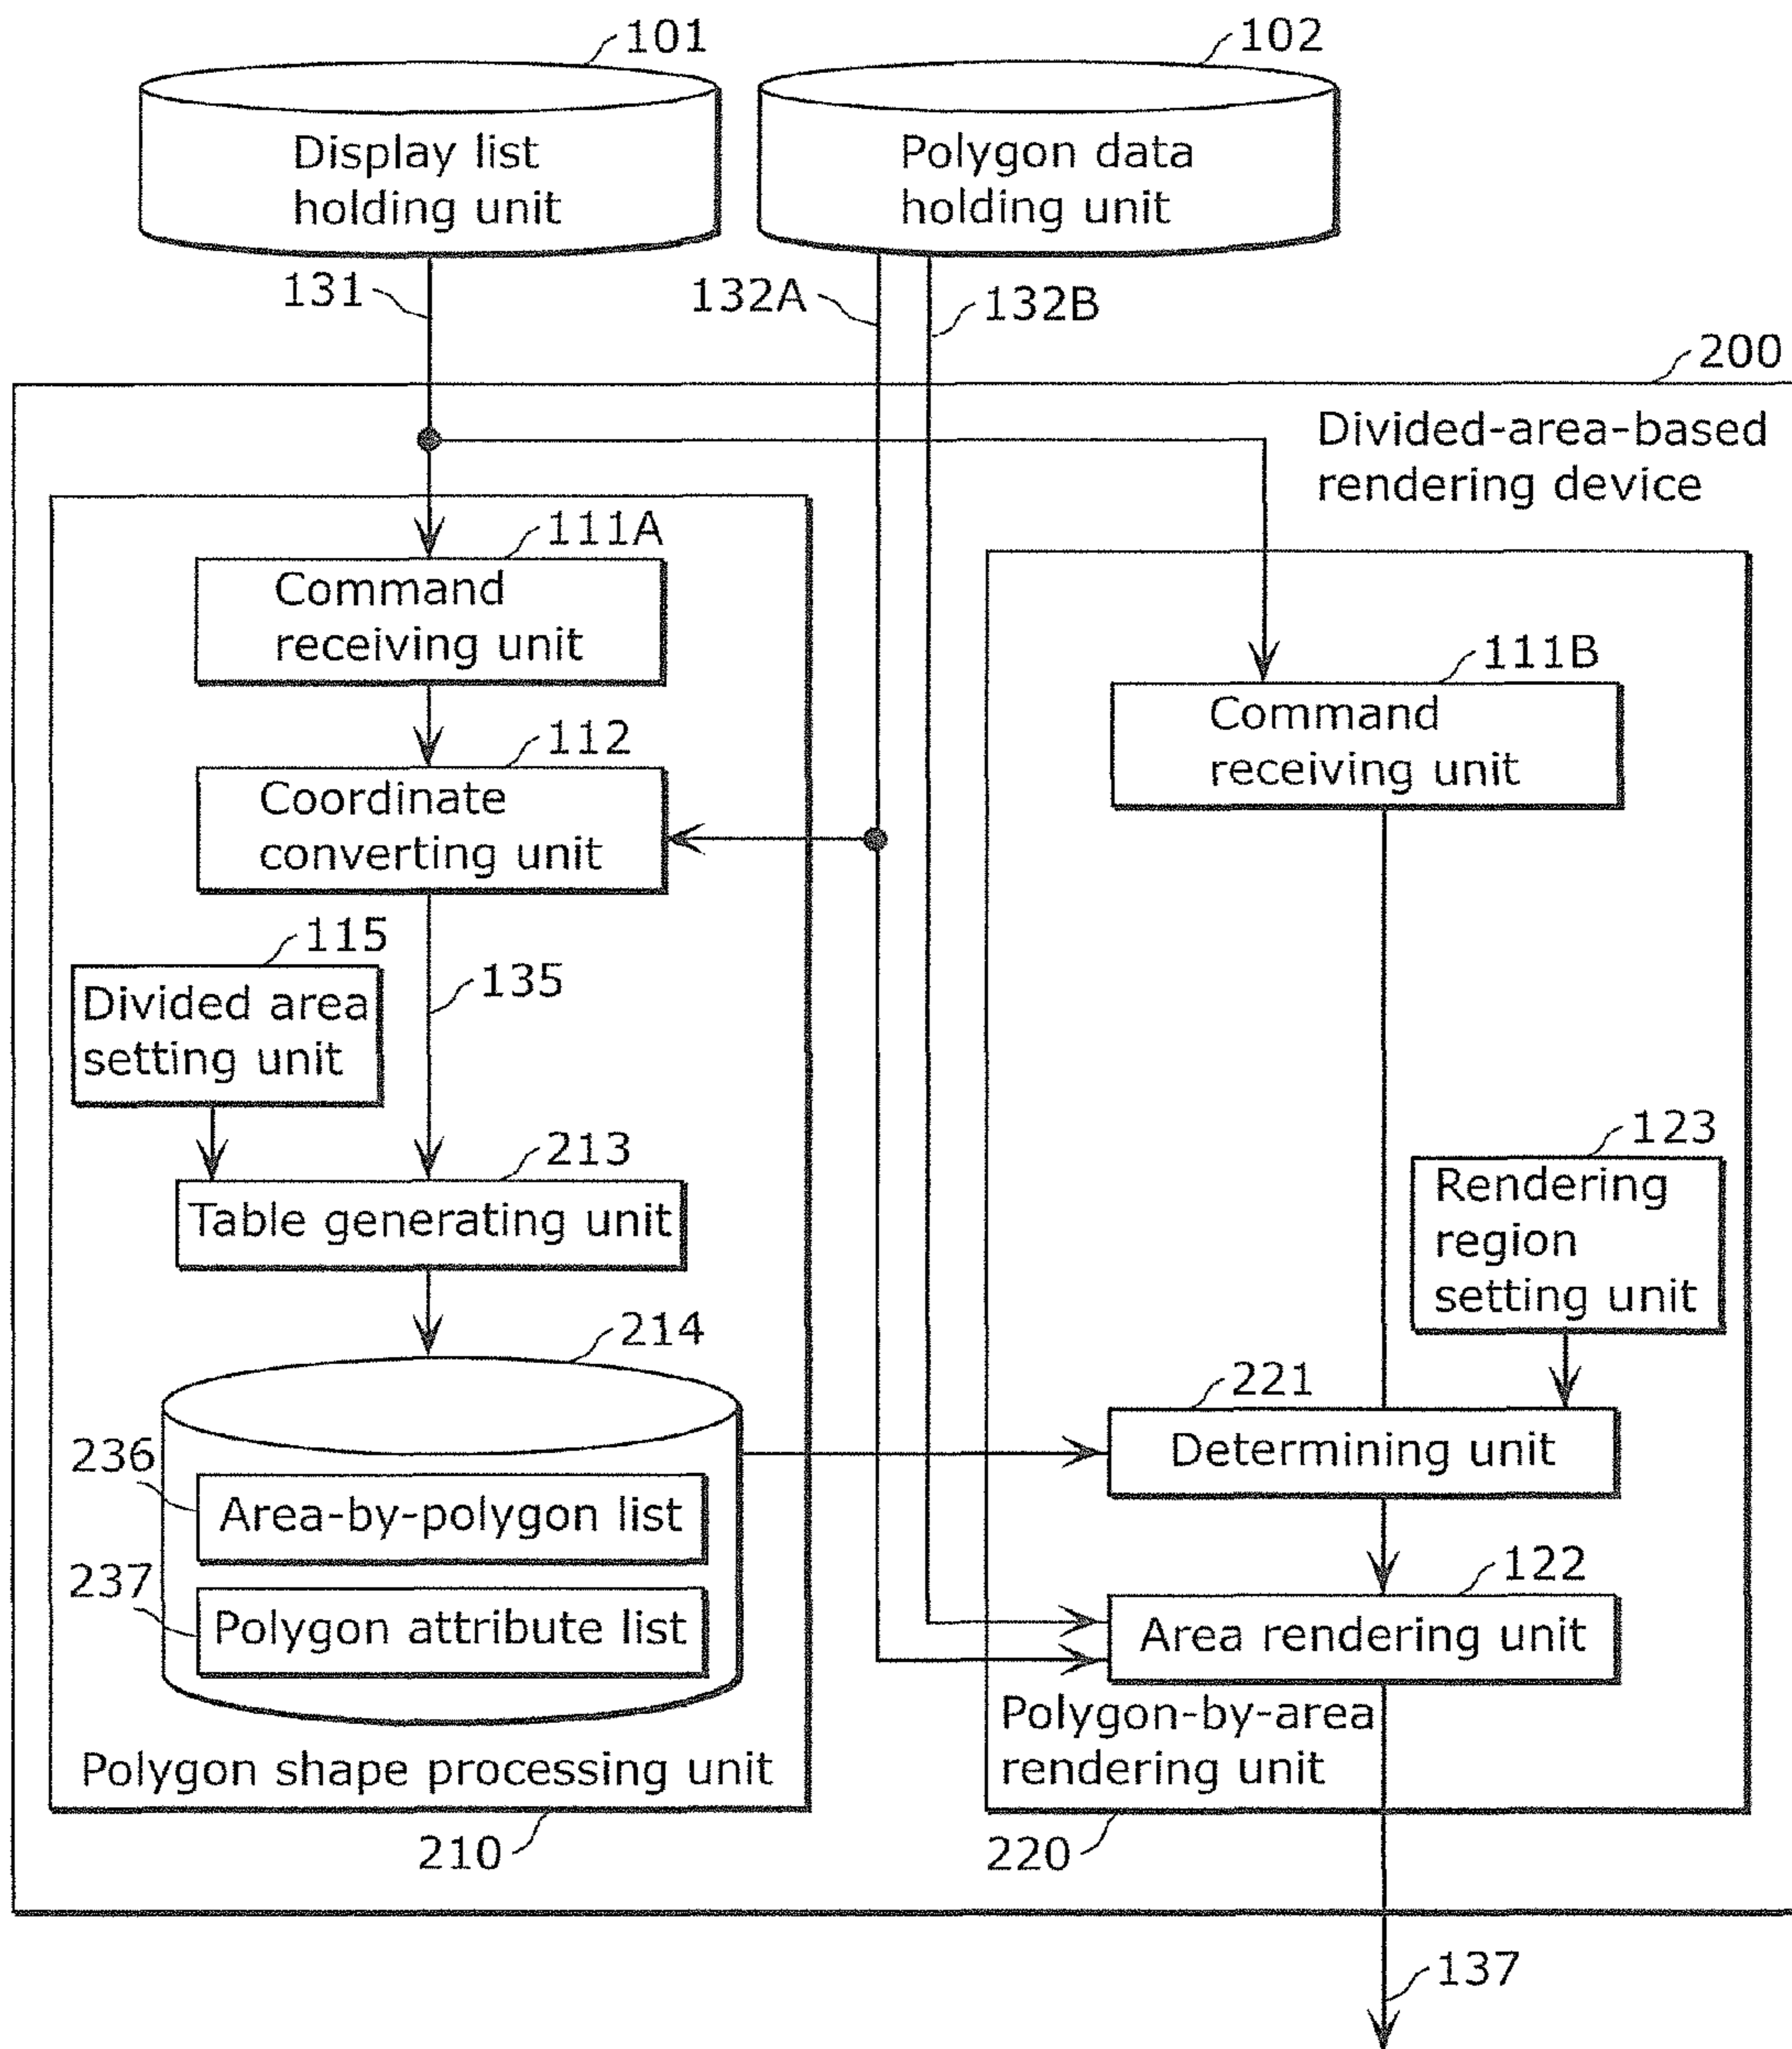 101
102
Display list
holding unit
Polygon data
holding unit
131
132A
132B
200
Divided-area-based
rendering device
111A
Command
receiving unit
111B
Command
receiving unit
112
Coordinate
converting unit
115
Divided area
setting unit
135
123
Rendering
region
setting unit
213
Table generating unit
214
221
Determining unit
236
Area-by-polygon list
237
Polygon attribute list
122
Area rendering unit
Polygon-by-area
rendering unit
Polygon shape processing unit
210
220
137